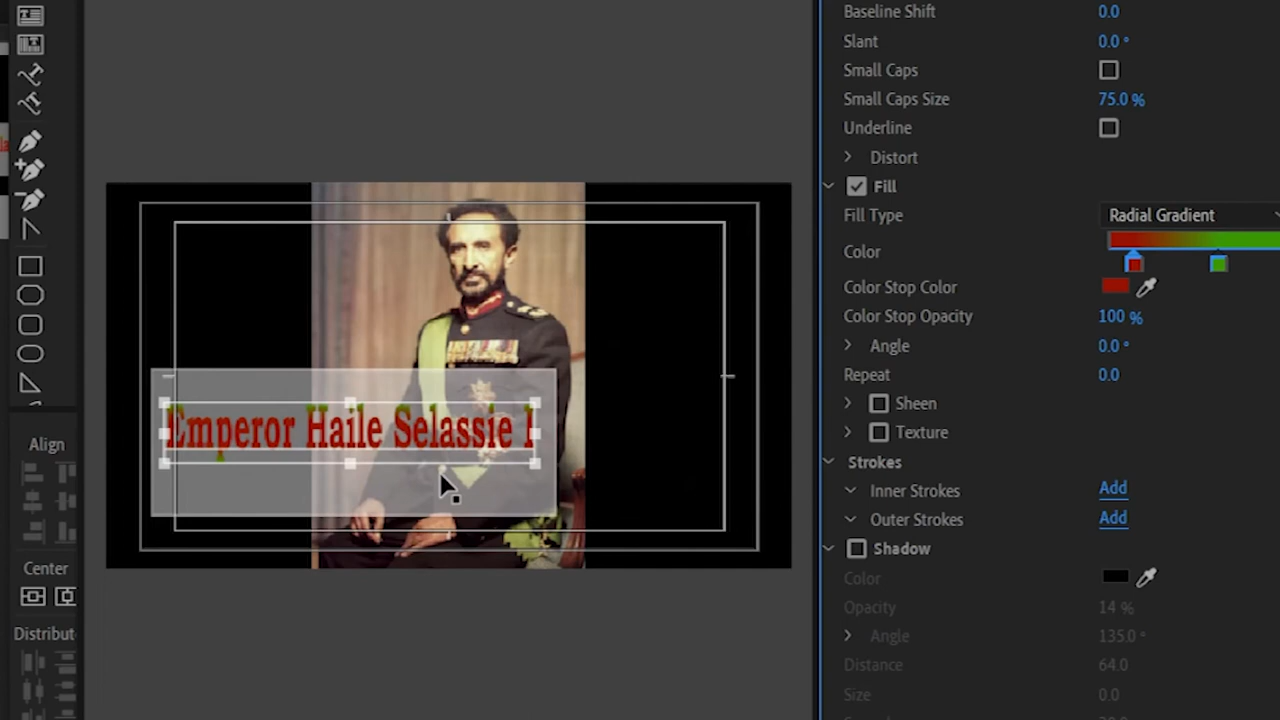 Baseline Shift 0.0
Slant 0.0 °
Small Caps
Small Caps Size 75.0 %
Underline
Distort
Fill
Fill Type Radial Gradient
Color
Color Stop Color
Color Stop Opacity 100 %
Angle 0.0 °
Repeat 0.0
Sheen
Texture
Strokes
Inner Strokes Add
Outer Strokes Add
Shadow
Color
Opacity 14 %
Angle 135.0 °
Distance 64.0
Size 0.0
Emperor Haile Selassie I
Align
Center
Distribut